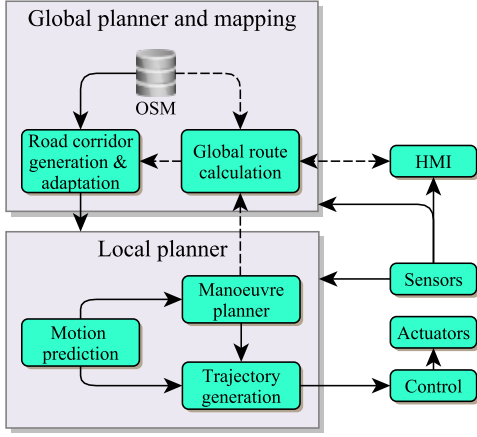 Global planner and mapping
OSM
Road corridor
generation &
adaptation
Global route
calculation
HMI
Local planner
Sensors
Manoeuvre
planner
Motion
prediction
Actuators
Trajectory
generation
Control